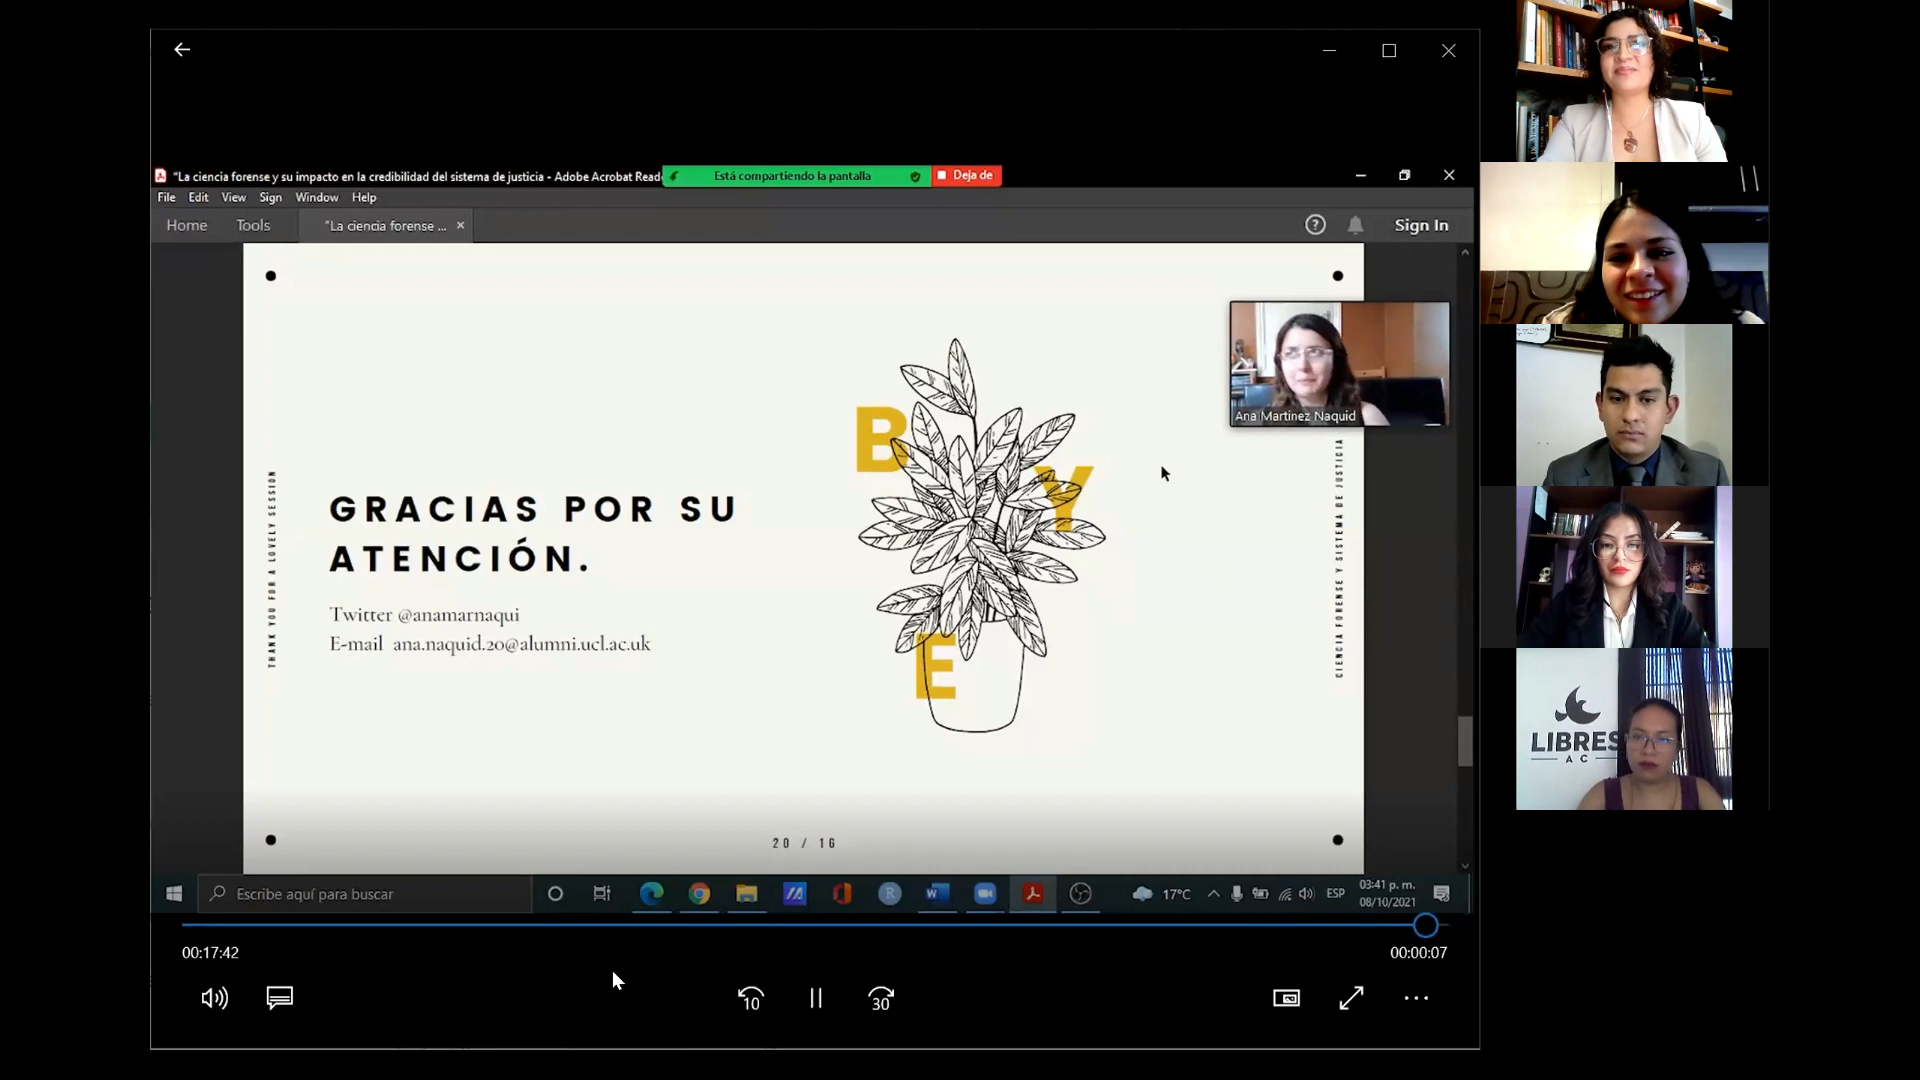 "La ciencia forense y su impacto en la credibilidad del sistema de justicia - Adobe Acrobat Reade
Está compartiendo la pantalla
Deja de
File Edit View Sign Window Help
Home Tools "La ciencia forense ... × Sign In
Ana Martinez Naquid
GRACIAS POR SU
ATENCIÓN.
Twitter @anamarnaqui
E-mail ana.naquid.20@alumni.ucl.ac.uk
THANK YOU FOR A LOVELY SESSION
B
Y
E
CIENCIA FORENSE Y SISTEMA DE JUSTICIA
20 / 16
Escribe aquí para buscar
17°C
ESP
03:41 p. m.
08/10/2021
00:17:42
00:00:07
10
30
LIBRES
AC